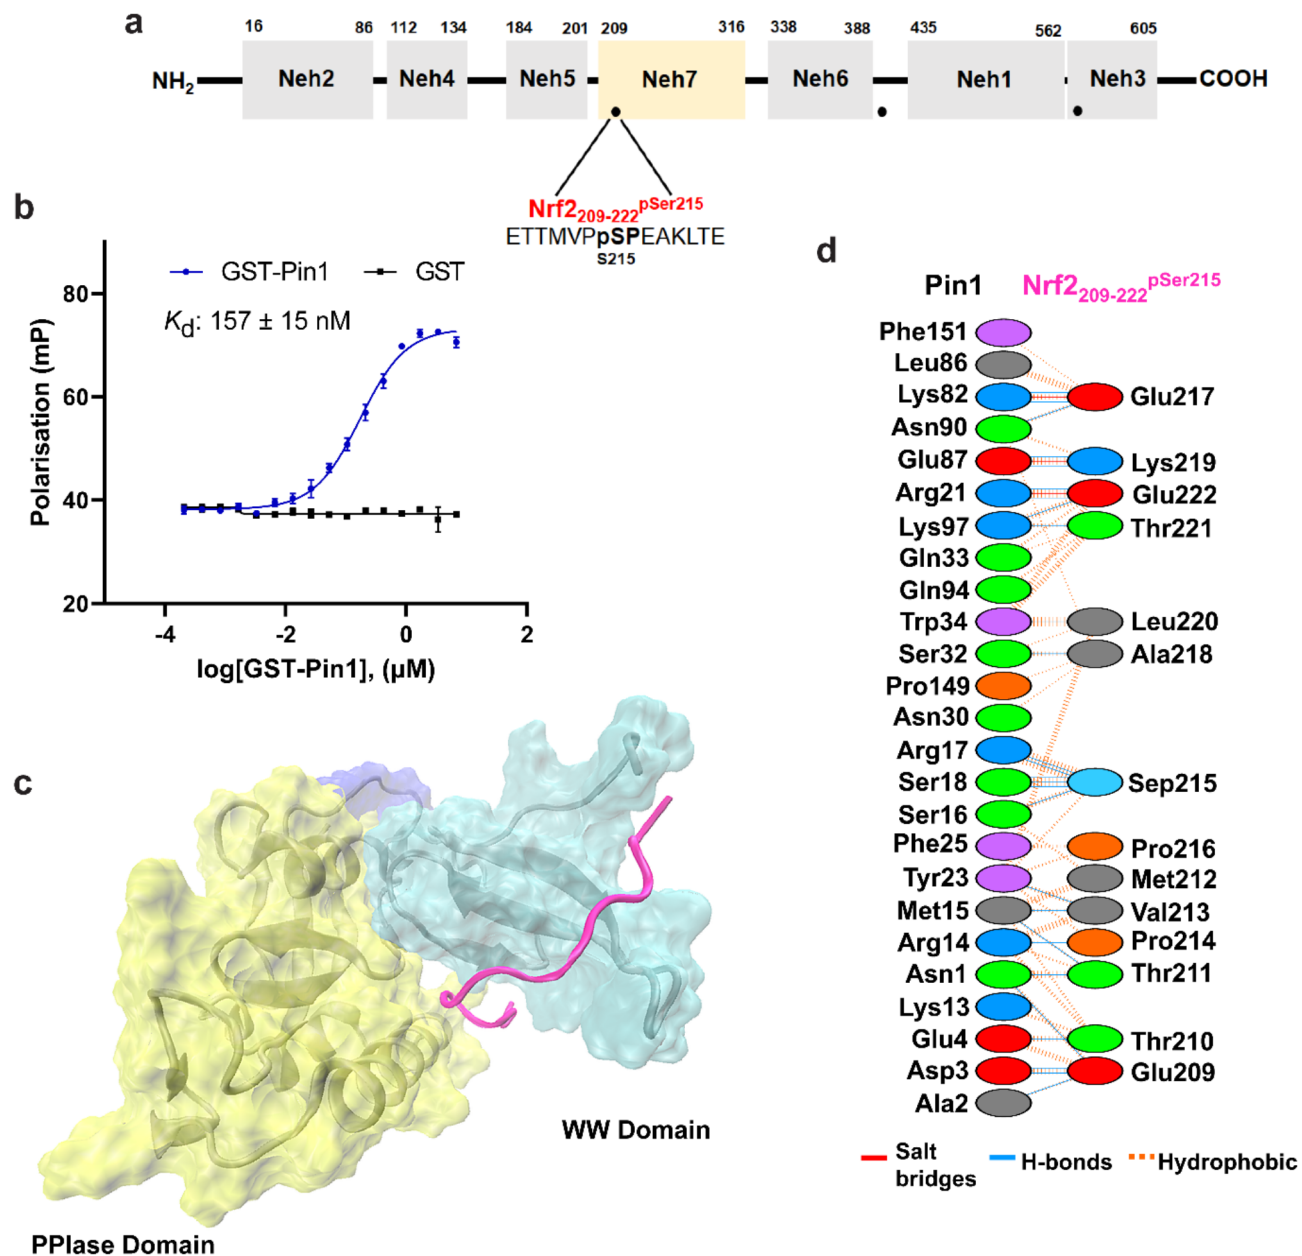 a
16 86 112 134 184 201 209 316 338 388 435 562 605
NH2 Neh2 Neh4 Neh5 Neh7 Neh6 Neh1 Neh3 COOH
Nrf2209-222pSer215
ETTMVPpSPEAKLTE
S215
b
GST-Pin1 GST
Kd: 157 ± 15 nM
80
60
40
20
Polarisation (mP)
-4 -2 0 2
log[GST-Pin1], (µM)
c
WW Domain
PPIase Domain
d
Pin1 Nrf2209-222pSer215
Phe151
Leu86
Lys82 Glu217
Asn90
Glu87 Lys219
Arg21 Glu222
Lys97 Thr221
Gln33
Gln94
Trp34 Leu220
Ser32 Ala218
Pro149
Asn30
Arg17
Ser18 Sep215
Ser16
Phe25 Pro216
Tyr23 Met212
Met15 Val213
Arg14 Pro214
Asn1 Thr211
Lys13
Glu4 Thr210
Asp3 Glu209
Ala2
Salt bridges H-bonds Hydrophobic